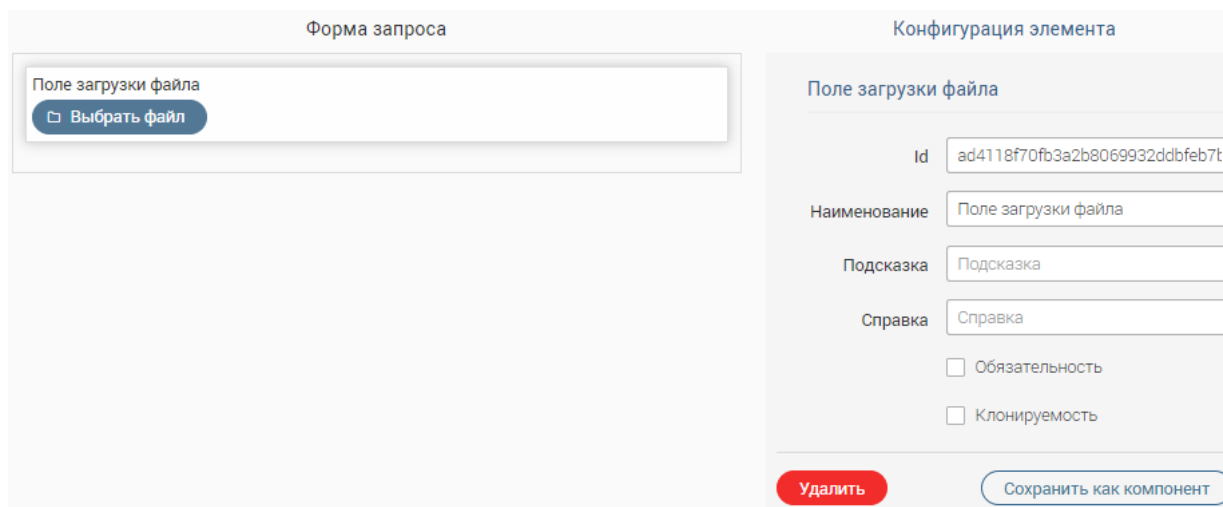 Форма запроса
Поле загрузки файла
Выбрать файл
Конфигурация элемента
Поле загрузки файла
Id ad4118f70fb3a2b8069932ddbfeb7b
Наименование Поле загрузки файла
Подсказка Подсказка
Справка Справка
Обязательность
Клонируемость
Удалить Сохранить как компонент